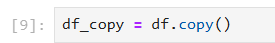 [9]: df_copy = df.copy()